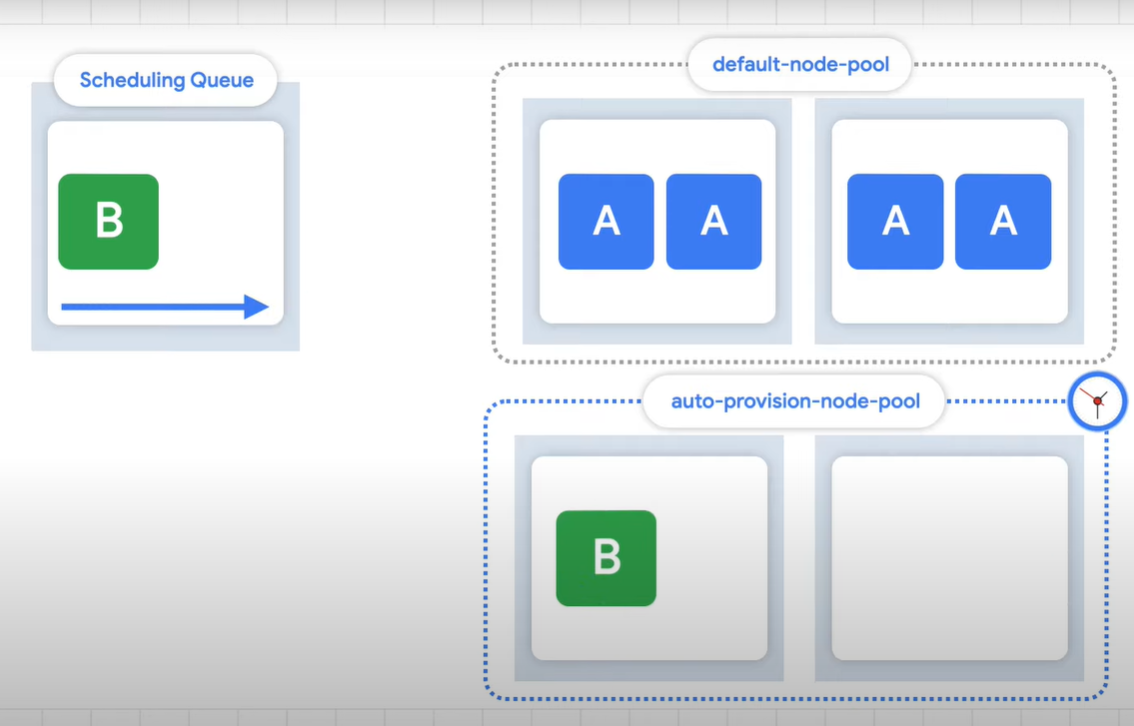 Scheduling Queue
B
default-node-pool
A A
A A
auto-provision-node-pool
B